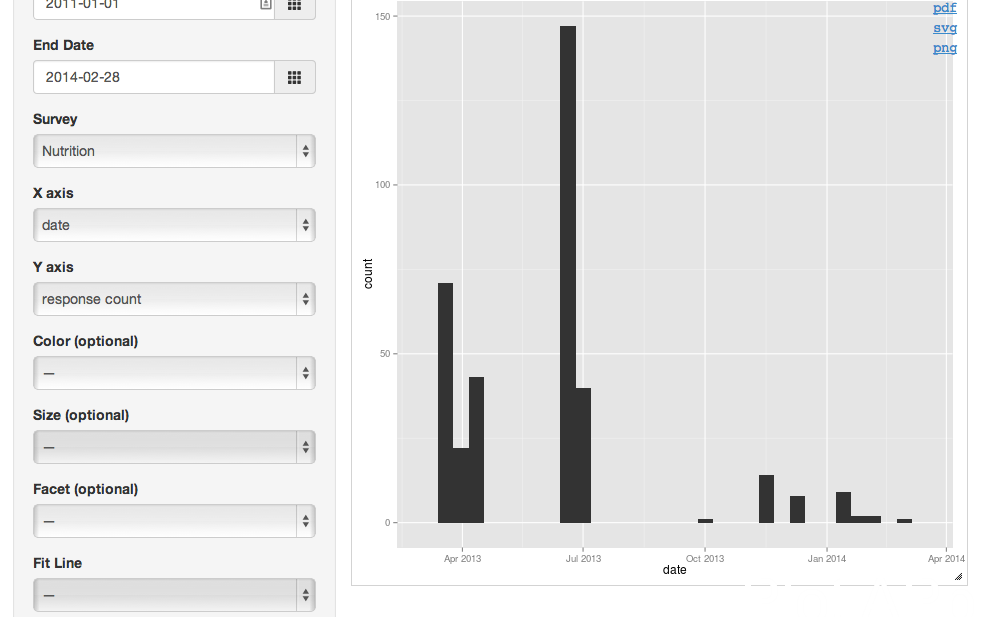 2011-01-01
End Date
2014-02-28
Survey
Nutrition
X axis
date
Y axis
response count
Color (optional)
—
Size (optional)
—
Facet (optional)
—
Fit Line
—
pdf
svg
png
150
100
50
0
count
Apr 2013
Jul 2013
Oct 2013
Jan 2014
Apr 2014
date